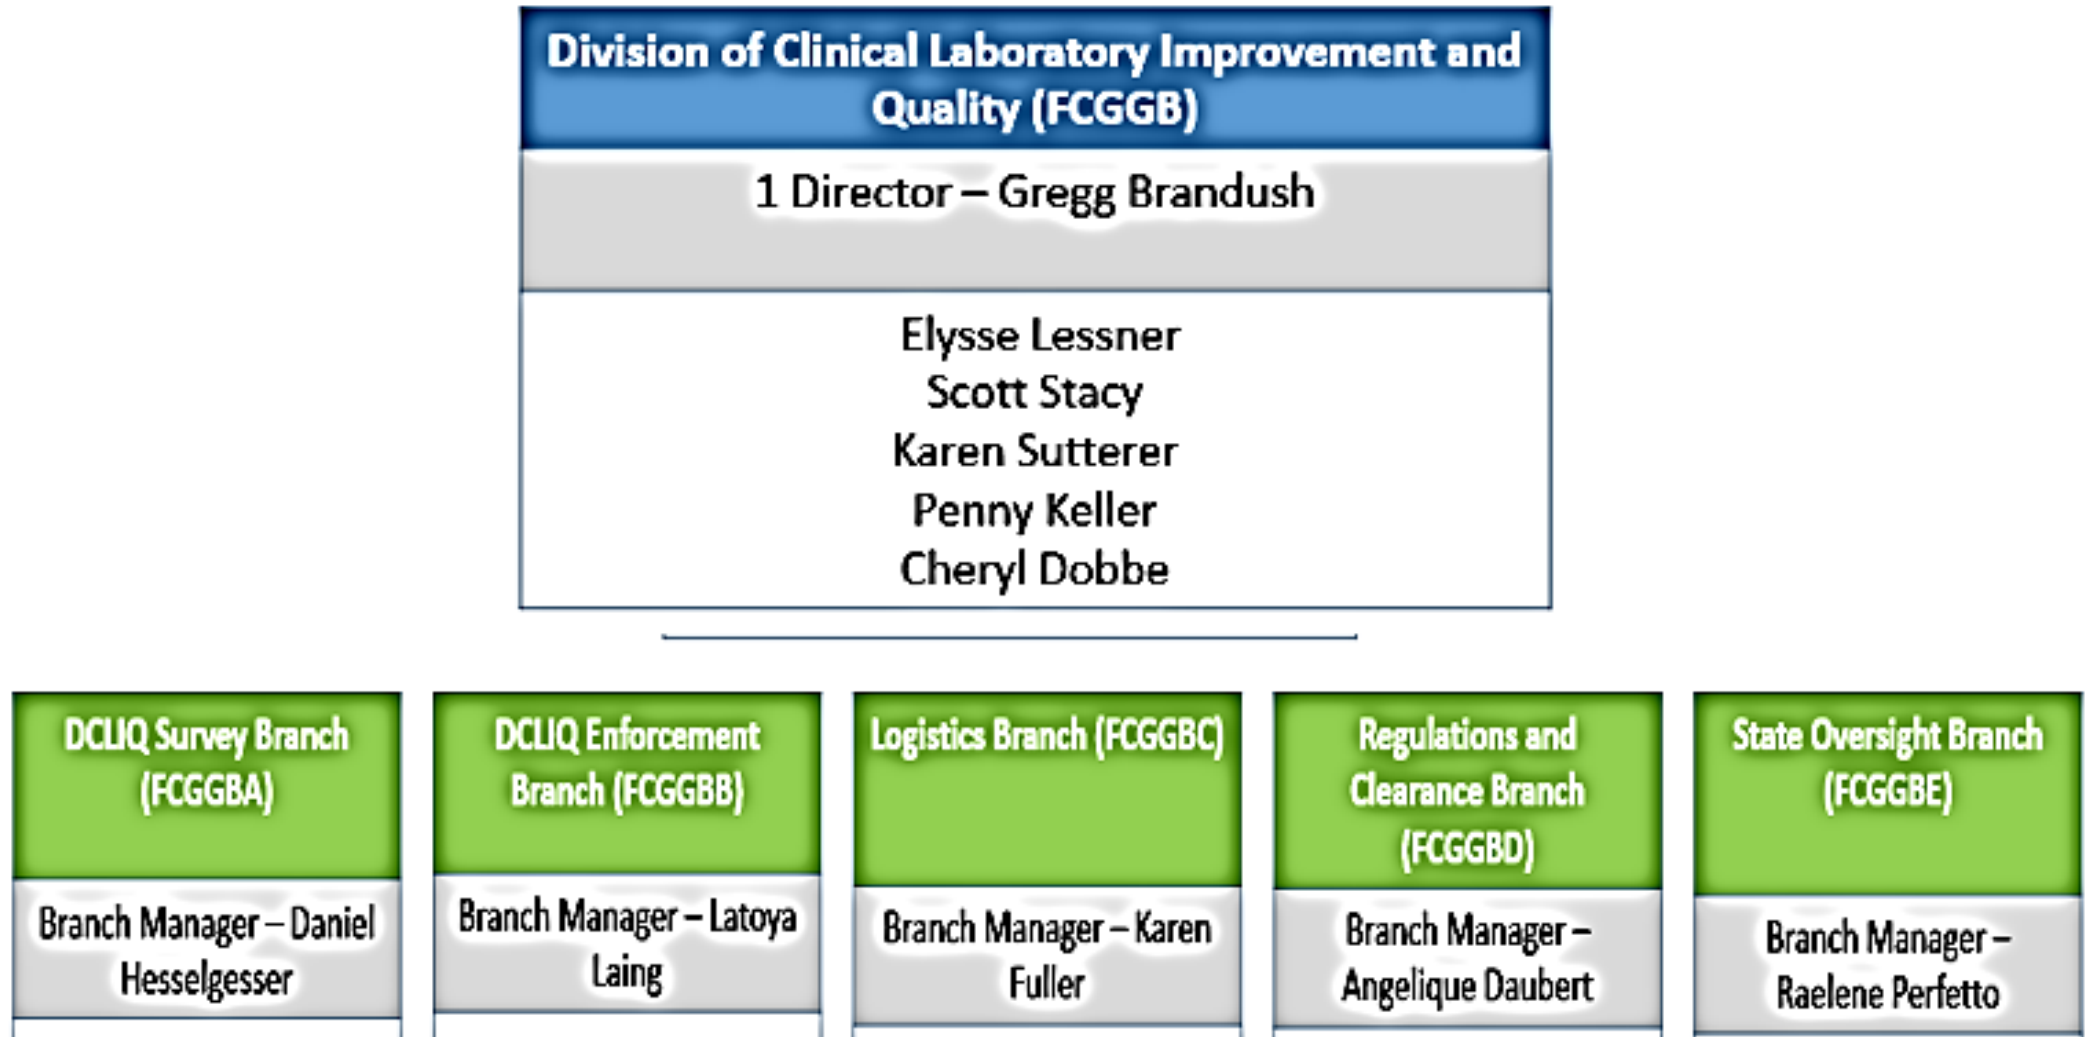 Division of Clinical Laboratory Improvement and
Quality (FCGGB)
1 Director – Gregg Brandush
Elysse Lessner
Scott Stacy
Karen Sutterer
Penny Keller
Cheryl Dobbe
DCLIQ Survey Branch
(FCGGBA)
Branch Manager – Daniel
Hesselgesser
DCLIQ Enforcement
Branch (FCGGBB)
Branch Manager – Latoya
Laing
Logistics Branch (FCGGBC)
Branch Manager – Karen
Fuller
Regulations and
Clearance Branch
(FCGGBD)
Branch Manager –
Angelique Daubert
State Oversight Branch
(FCGGBE)
Branch Manager –
Raelene Perfetto